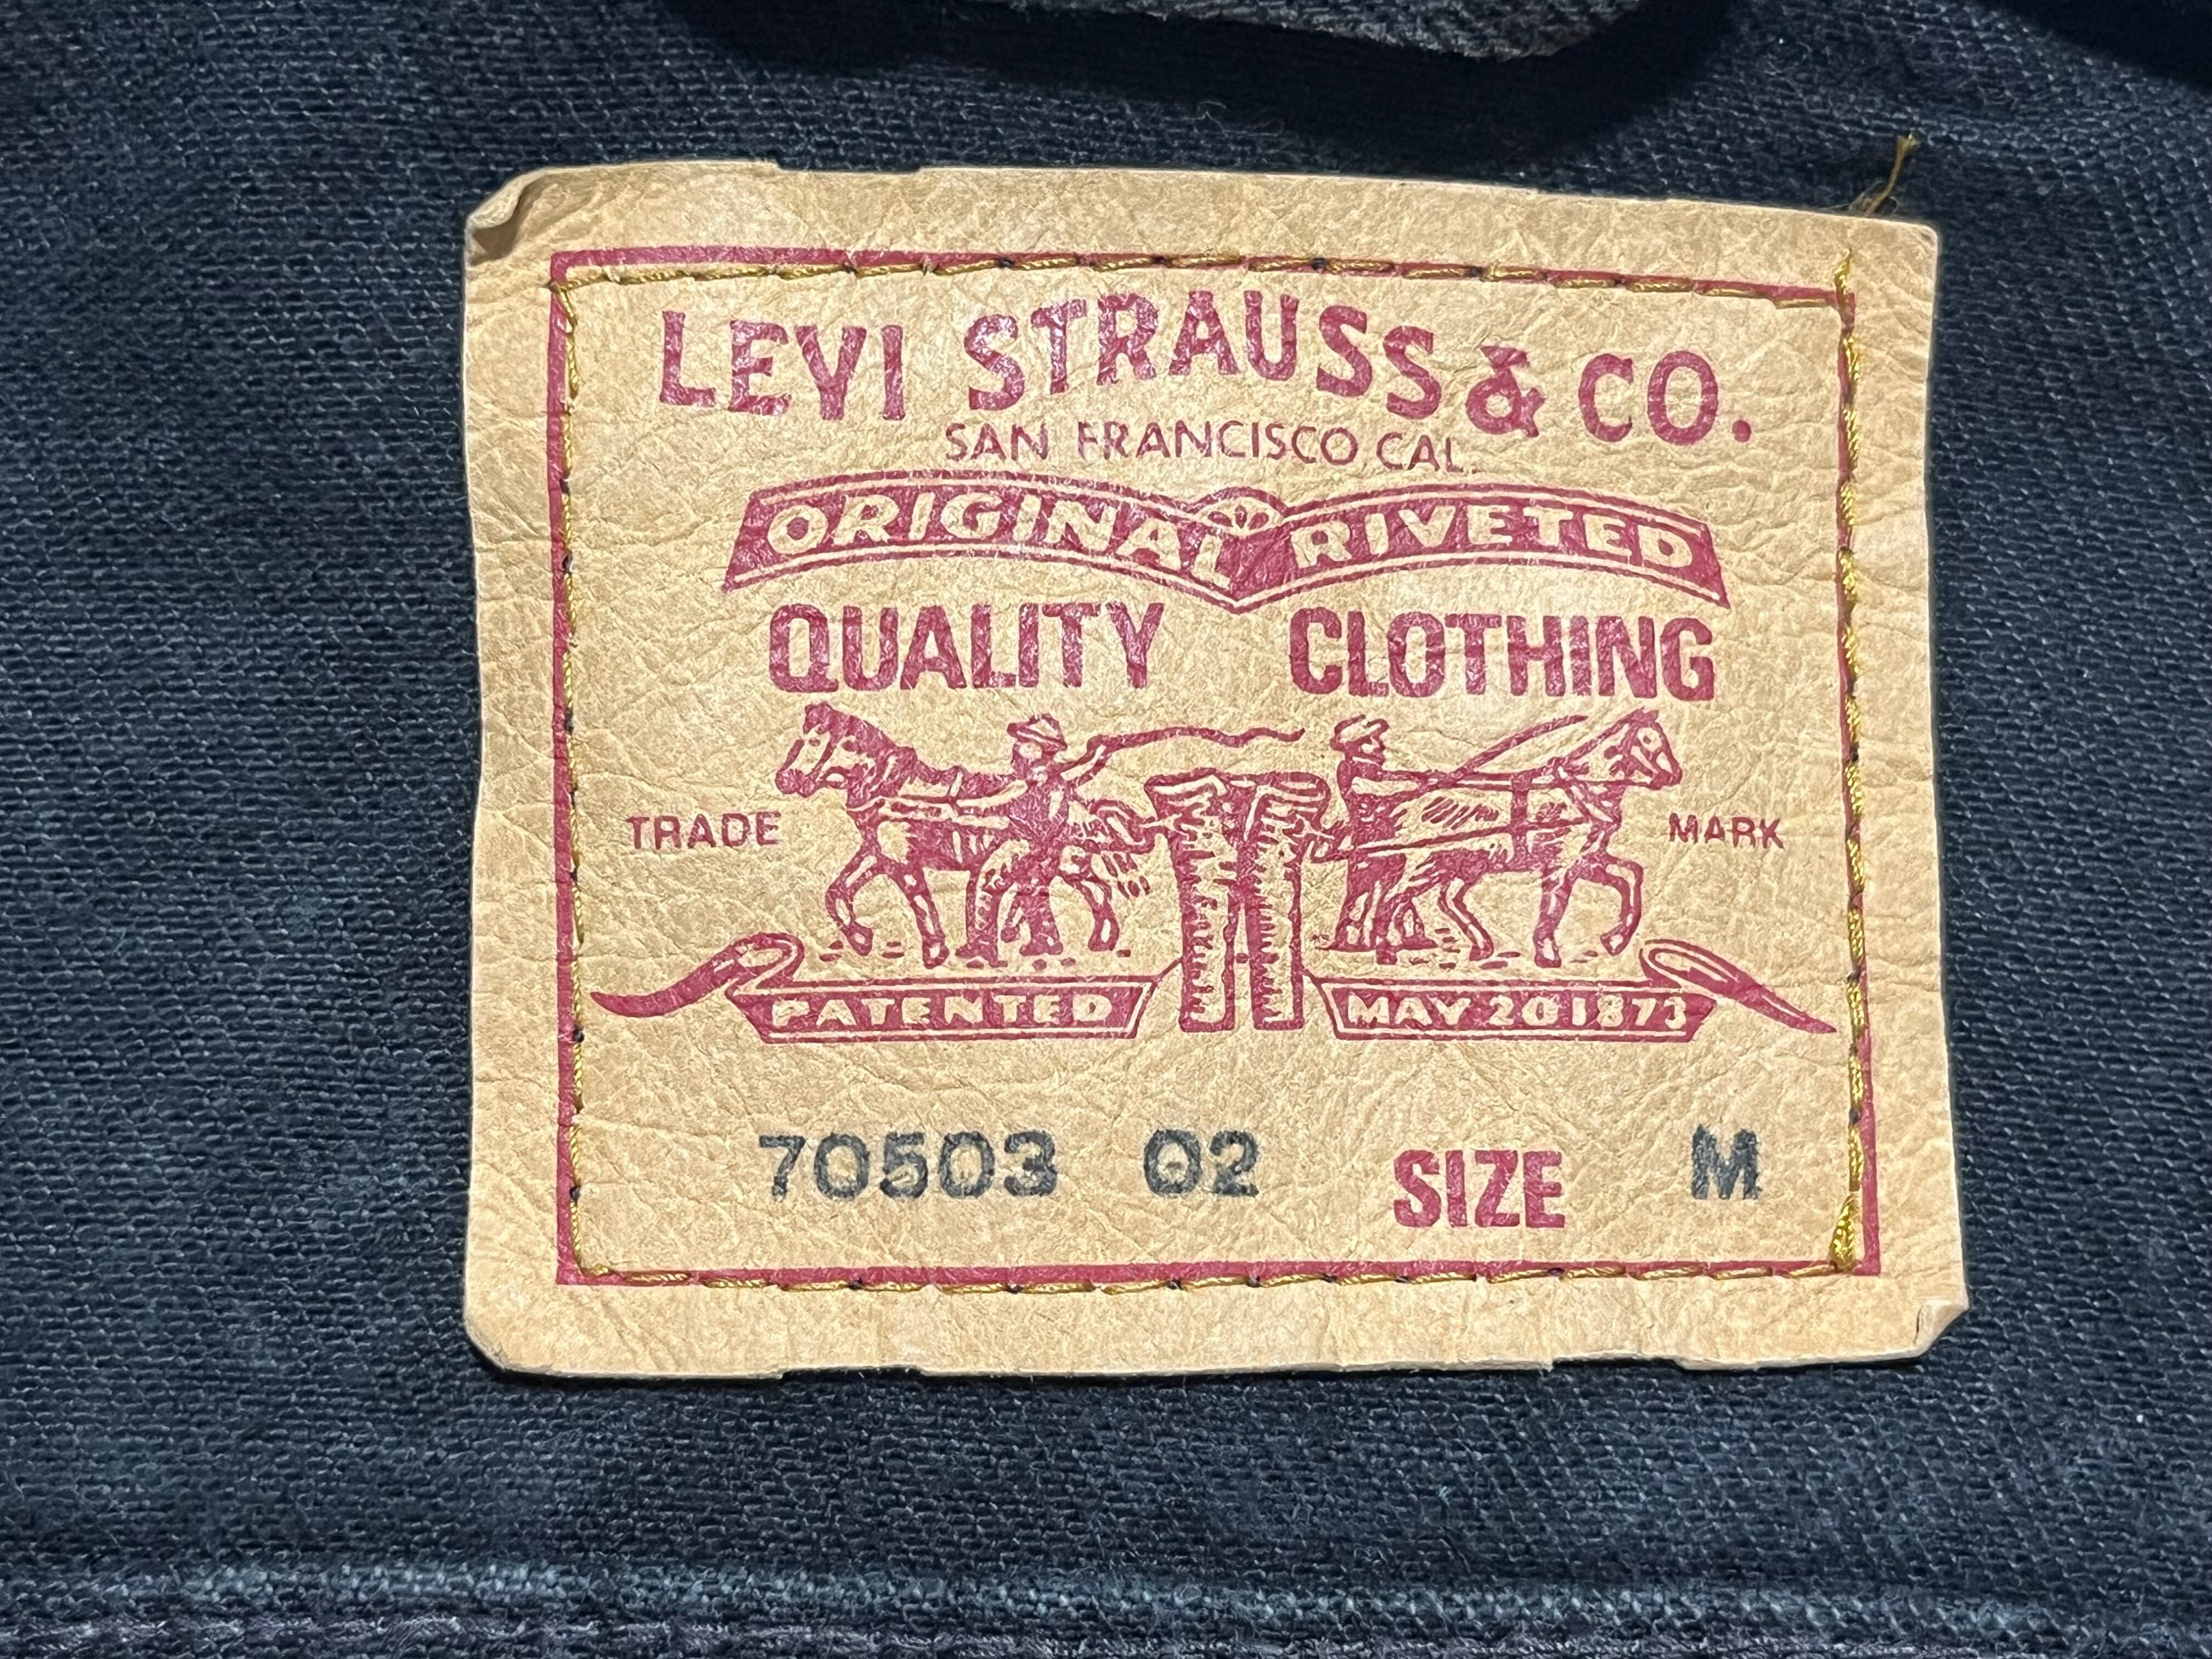 LEVI STRAUSS & CO.
SAN FRANCISCO CAL.
ORIGINAL RIVETED
QUALITY CLOTHING
TRADE MARK
PATENTED MAY 20 1873
70503 02 SIZE M